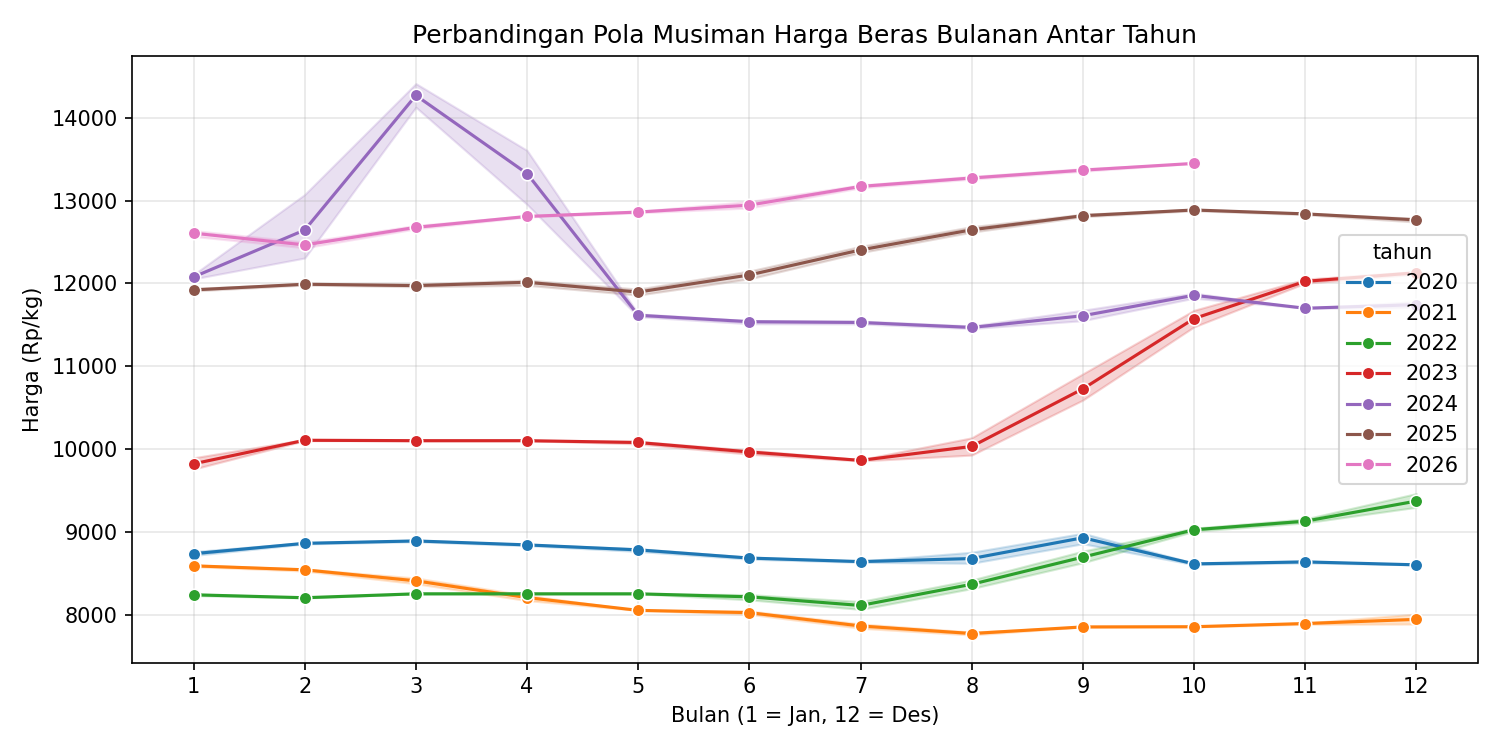 Perbandingan Pola Musiman Harga Beras Bulanan Antar Tahun
Harga (Rp/kg)
14000
13000
12000
11000
10000
9000
8000
tahun
2020
2021
2022
2023
2024
2025
2026
1 2 3 4 5 6 7 8 9 10 11 12
Bulan (1 = Jan, 12 = Des)